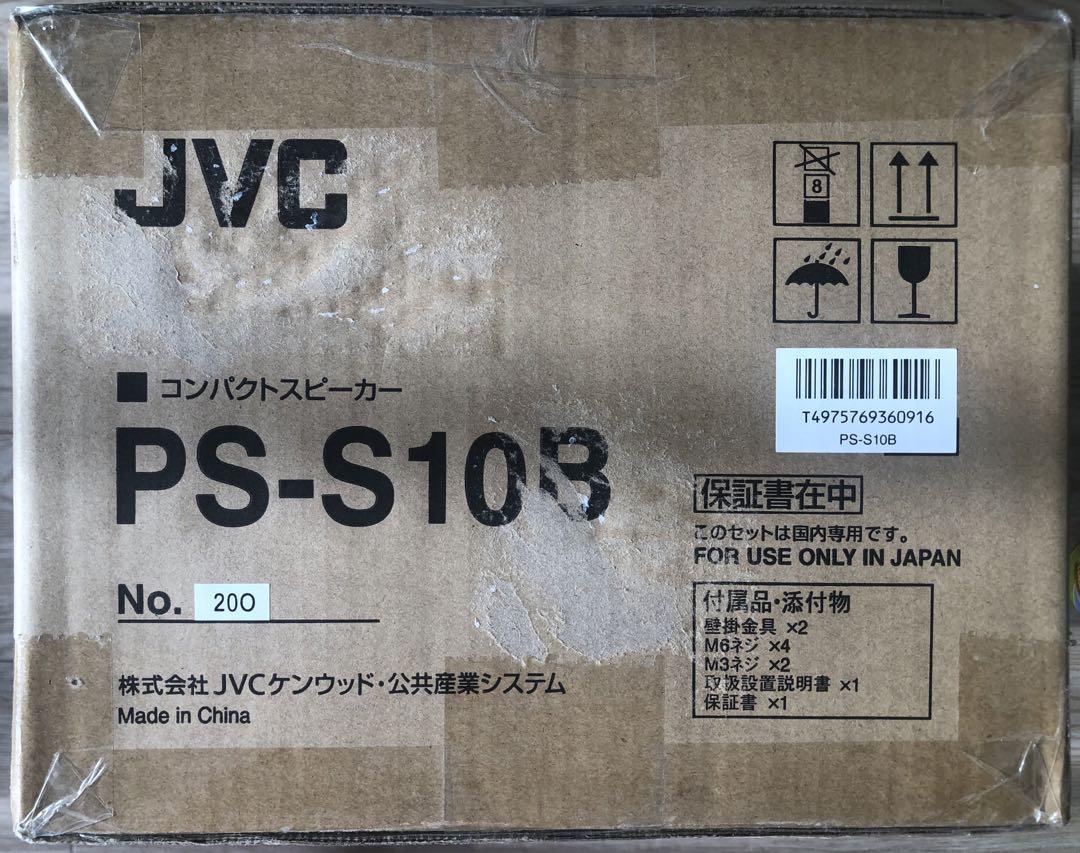 JVC
8
■ コンパクトスピーカー
PS-S10B
T4975769360916
PS-S10B
保証書在中
このセットは国内専用です。
FOR USE ONLY IN JAPAN
No. 200
付属品・添付物
壁掛金具 ×2
M6ネジ ×4
M3ネジ ×2
取扱設置説明書 ×1
保証書 ×1
株式会社 JVCケンウッド・公共産業システム
Made in China